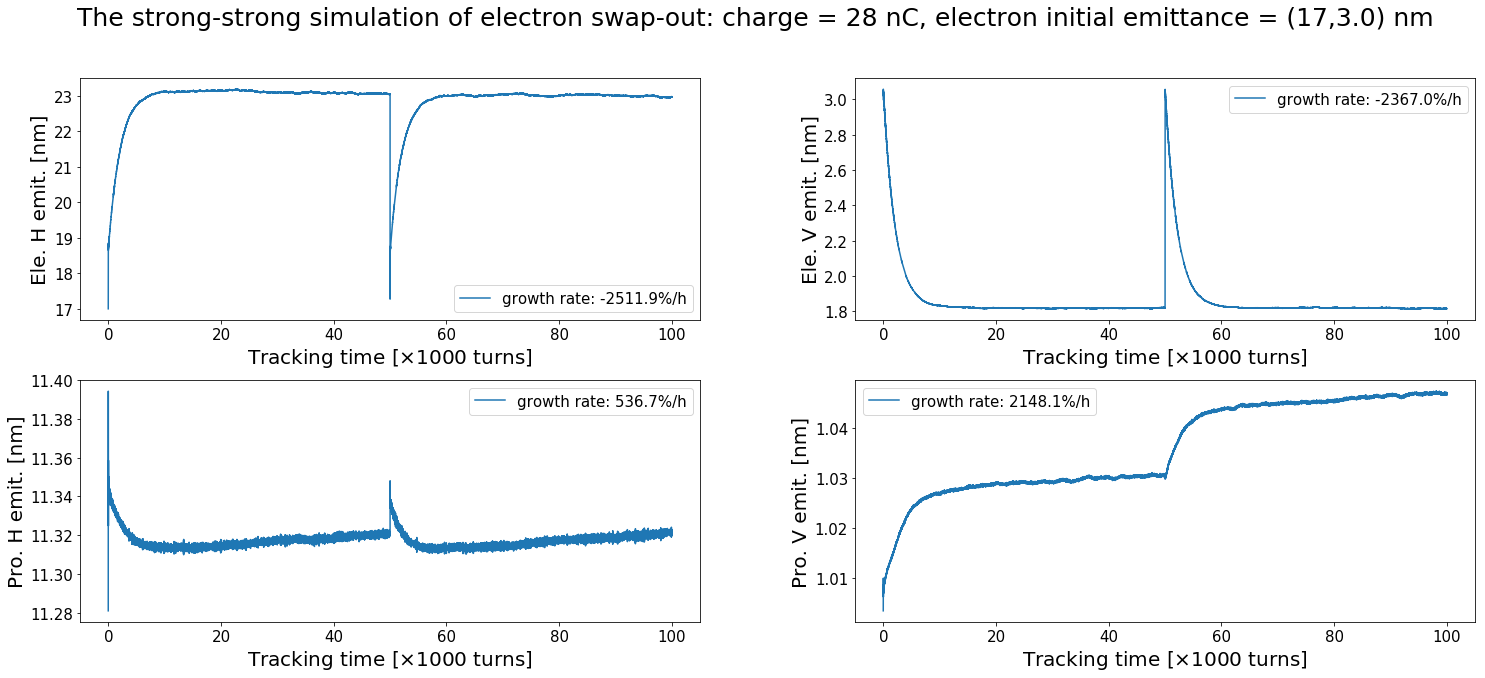 The strong-strong simulation of electron swap-out: charge = 28 nC, electron initial emittance = (17,3.0) nm
Ele. H emit. [nm]
23
22
21
20
19
18
17
growth rate: -2511.9%/h
0 20 40 60 80 100
Tracking time [×1000 turns]
Ele. V emit. [nm]
3.0
2.8
2.6
2.4
2.2
2.0
1.8
growth rate: -2367.0%/h
0 20 40 60 80 100
Tracking time [×1000 turns]
Pro. H emit. [nm]
11.40
11.38
11.36
11.34
11.32
11.30
11.28
growth rate: 536.7%/h
0 20 40 60 80 100
Tracking time [×1000 turns]
Pro. V emit. [nm]
1.04
1.03
1.02
1.01
growth rate: 2148.1%/h
0 20 40 60 80 100
Tracking time [×1000 turns]